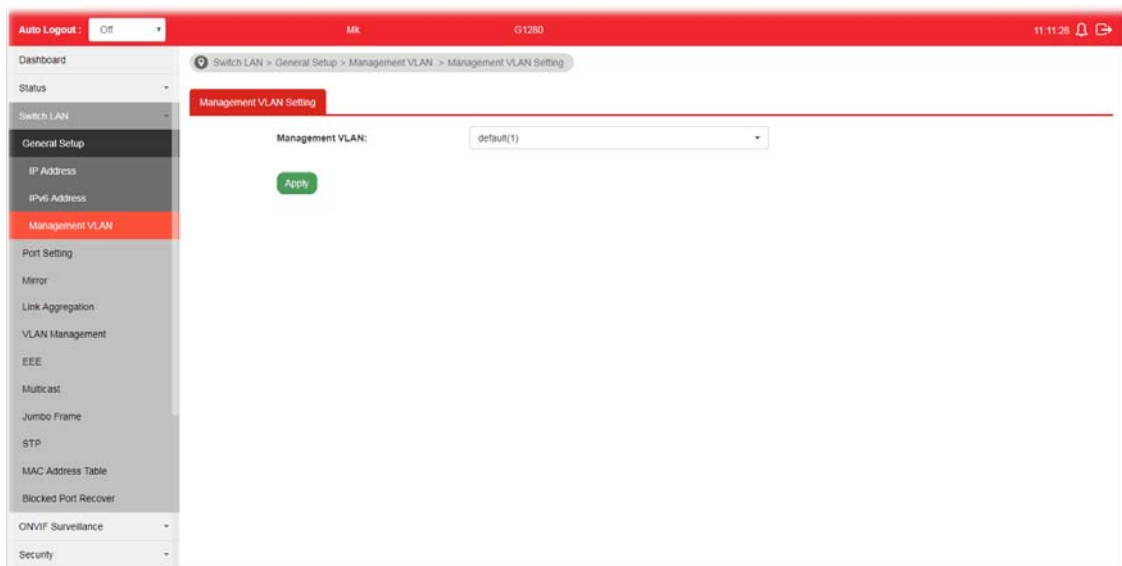 Auto Logout : Off Mk G1280 11:11:26
Dashboard
Status
Switch LAN
General Setup
IP Address
IPv6 Address
Management VLAN
Port Setting
Mirror
Link Aggregation
VLAN Management
EEE
Multicast
Jumbo Frame
STP
MAC Address Table
Blocked Port Recover
ONVIF Surveillance
Security
Switch LAN > General Setup > Management VLAN > Management VLAN Setting
Management VLAN Setting
Management VLAN: default(1)
Apply